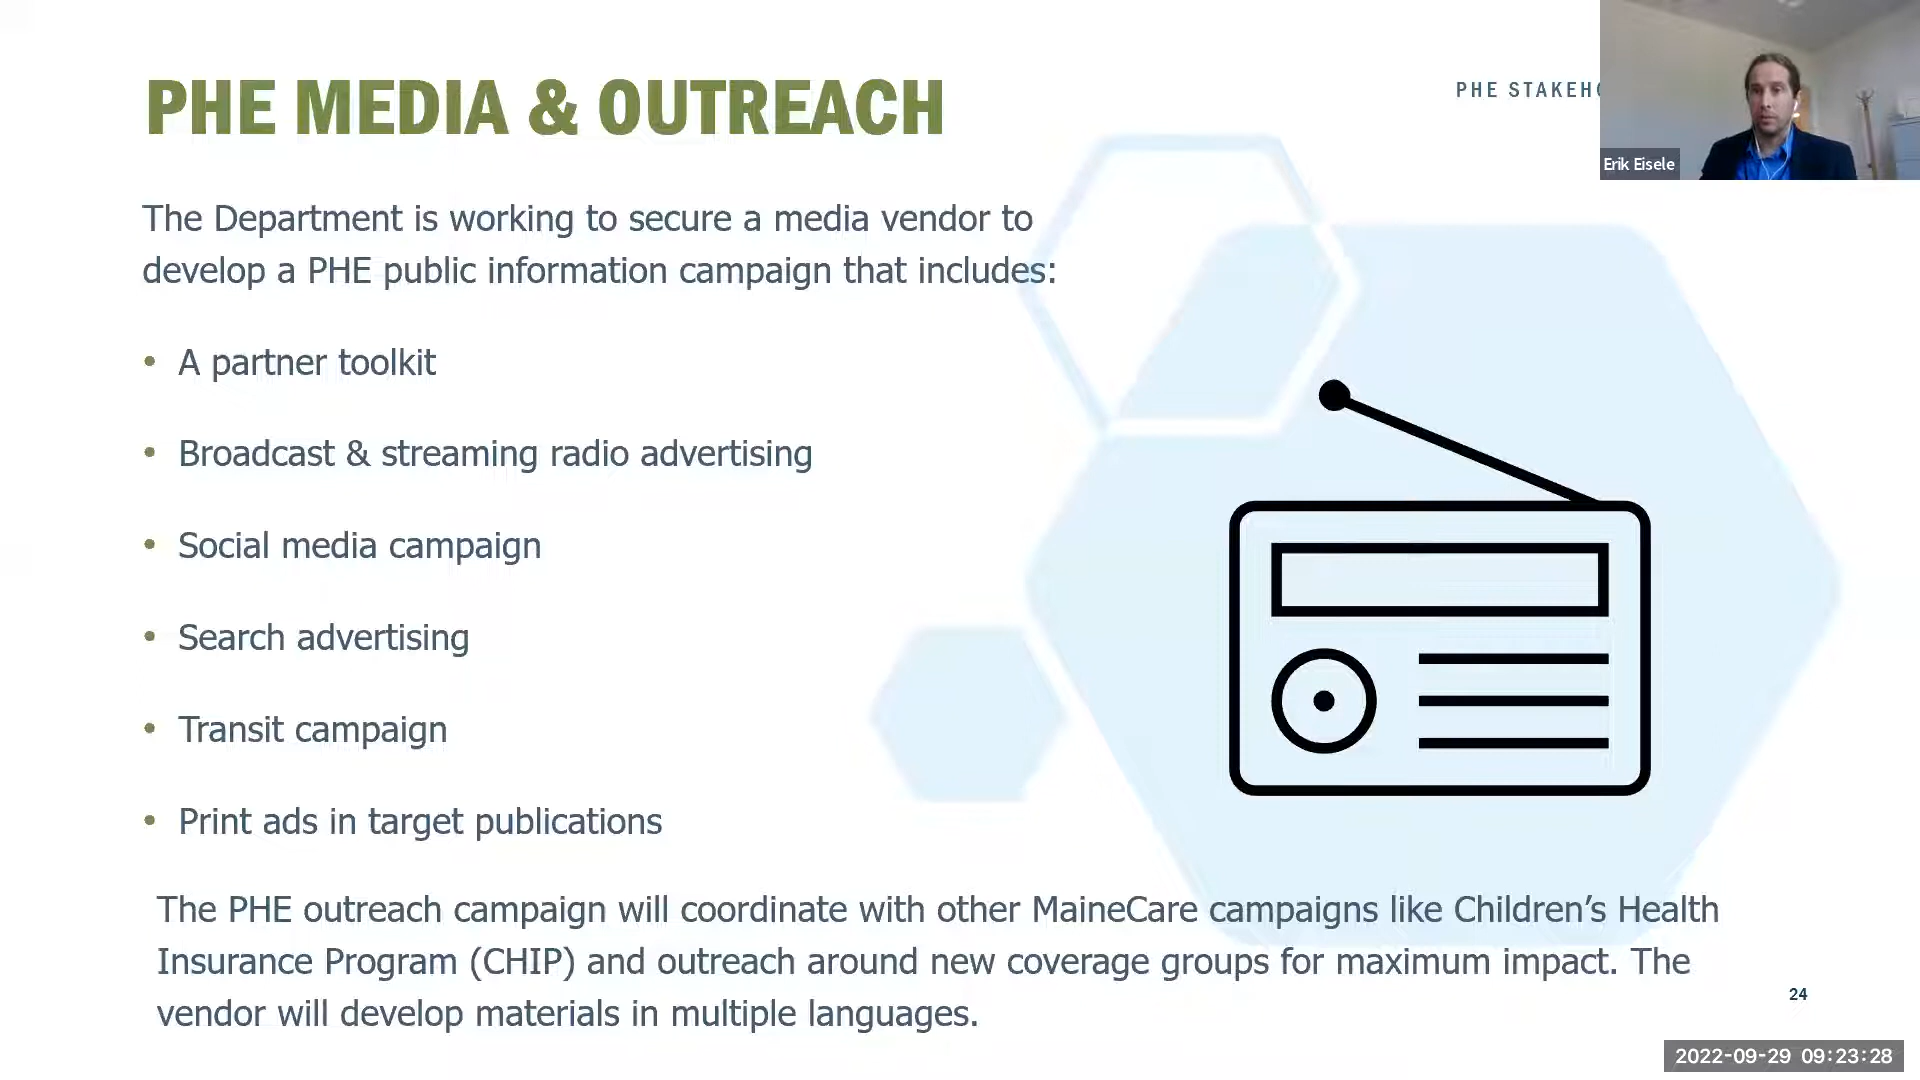 PHE MEDIA & OUTREACH
PHE
Erik Eisele
The Department is working to secure a media vendor to
develop a PHE public information campaign that includes:
• A partner toolkit
• Broadcast & streaming radio advertising
• Social media campaign
• Search advertising
• Transit campaign
• Print ads in target publications
The PHE outreach campaign will coordinate with other MaineCare campaigns like Children’s Health
Insurance Program (CHIP) and outreach around new coverage groups for maximum impact. The
vendor will develop materials in multiple languages.
24
2022-09-29 09:23:28